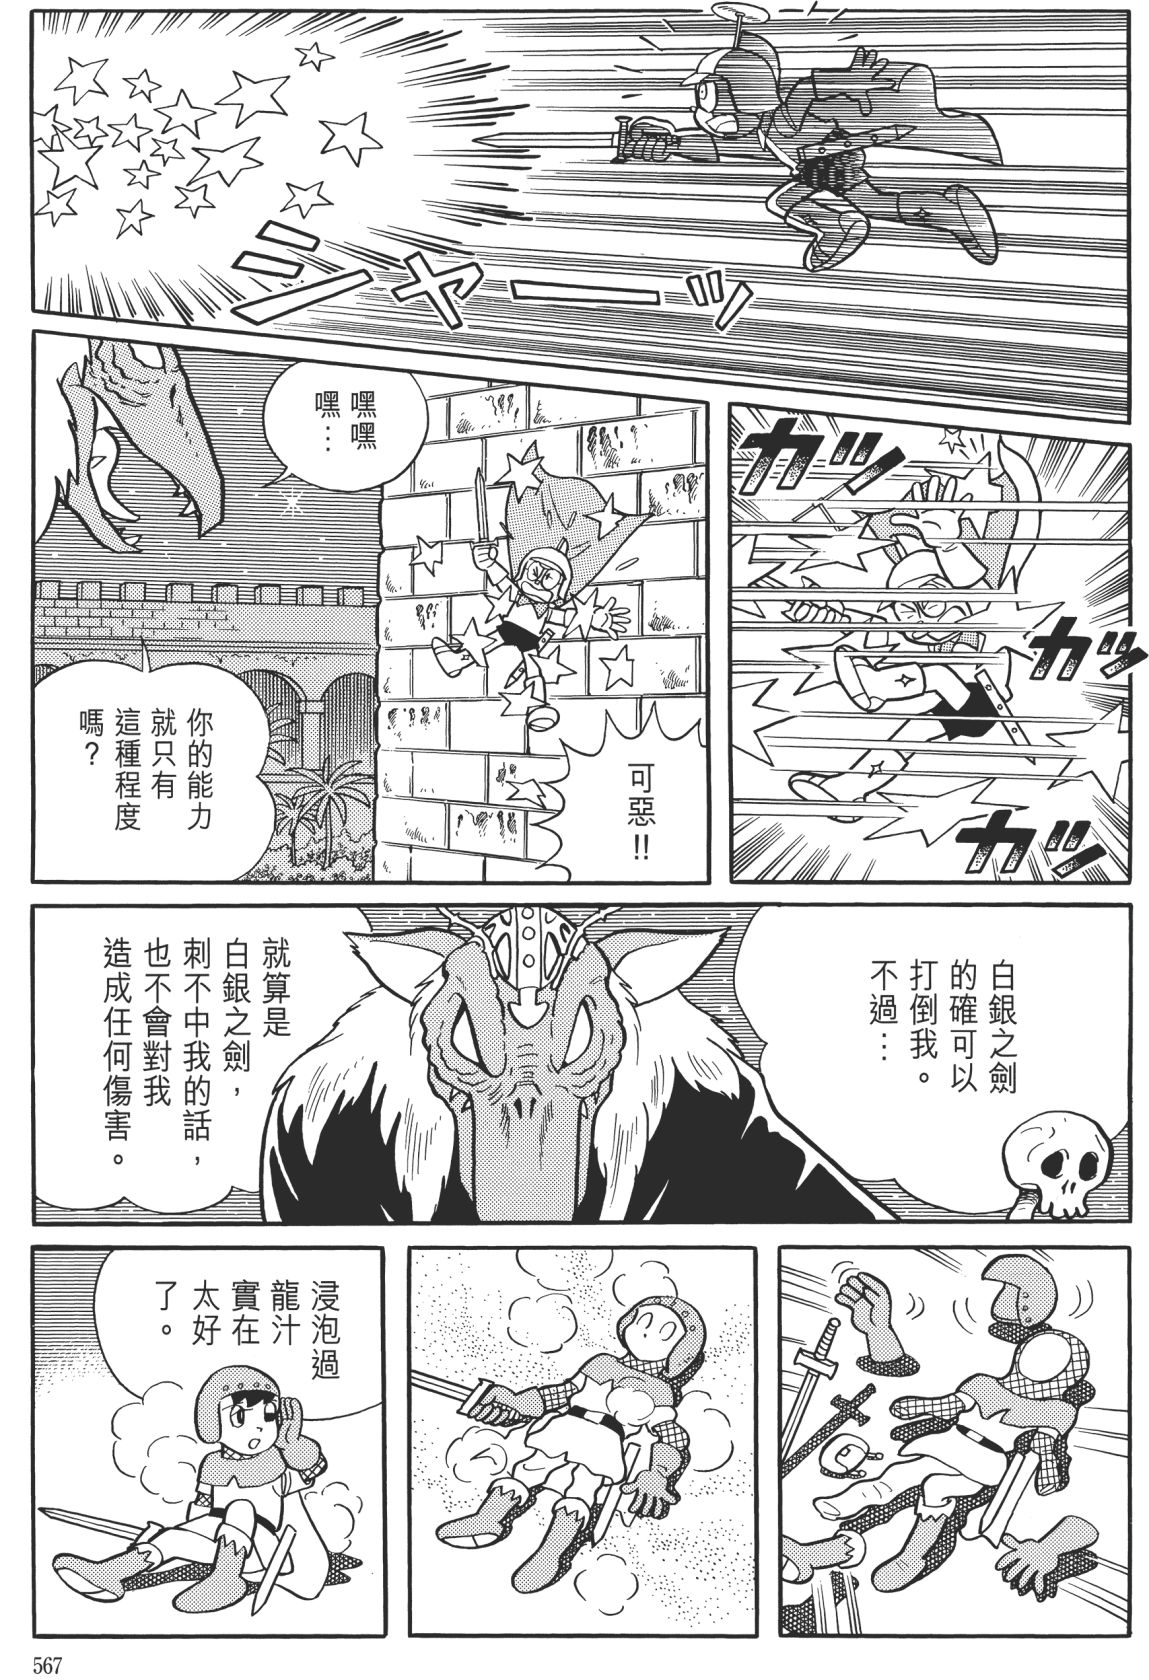 シャーッ
カッ
カッ
カッ
可惡!!
嘿嘿
嘿…
你的能力
就只有
這種程度
嗎?
白銀之劍
的確可以
打倒我。
不過…
就算是
白銀之劍，
刺不中我的話，
也不會對我
造成任何傷害。
浸泡過
龍汁
實在
太好
了。
567